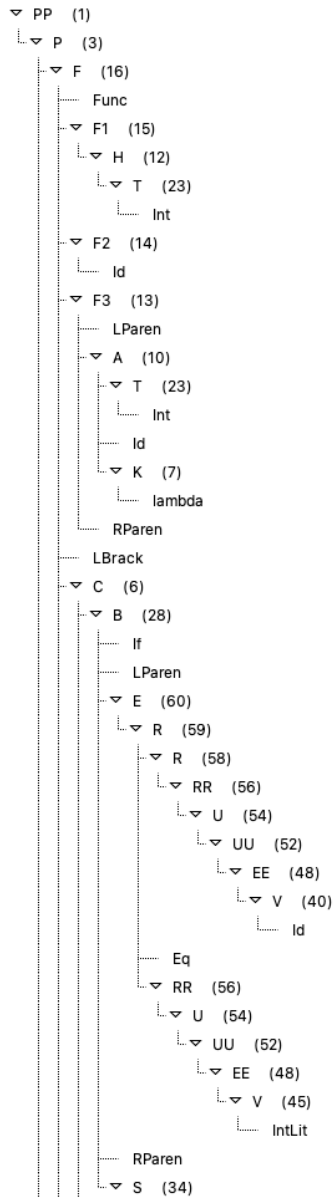 PP (1)
P (3)
F (16)
Func
F1 (15)
H (12)
T (23)
Int
F2 (14)
Id
F3 (13)
LParen
A (10)
T (23)
Int
Id
K (7)
lambda
RParen
LBrack
C (6)
B (28)
If
LParen
E (60)
R (59)
R (58)
RR (56)
U (54)
UU (52)
EE (48)
V (40)
Id
Eq
RR (56)
U (54)
UU (52)
EE (48)
V (45)
IntLit
RParen
S (34)